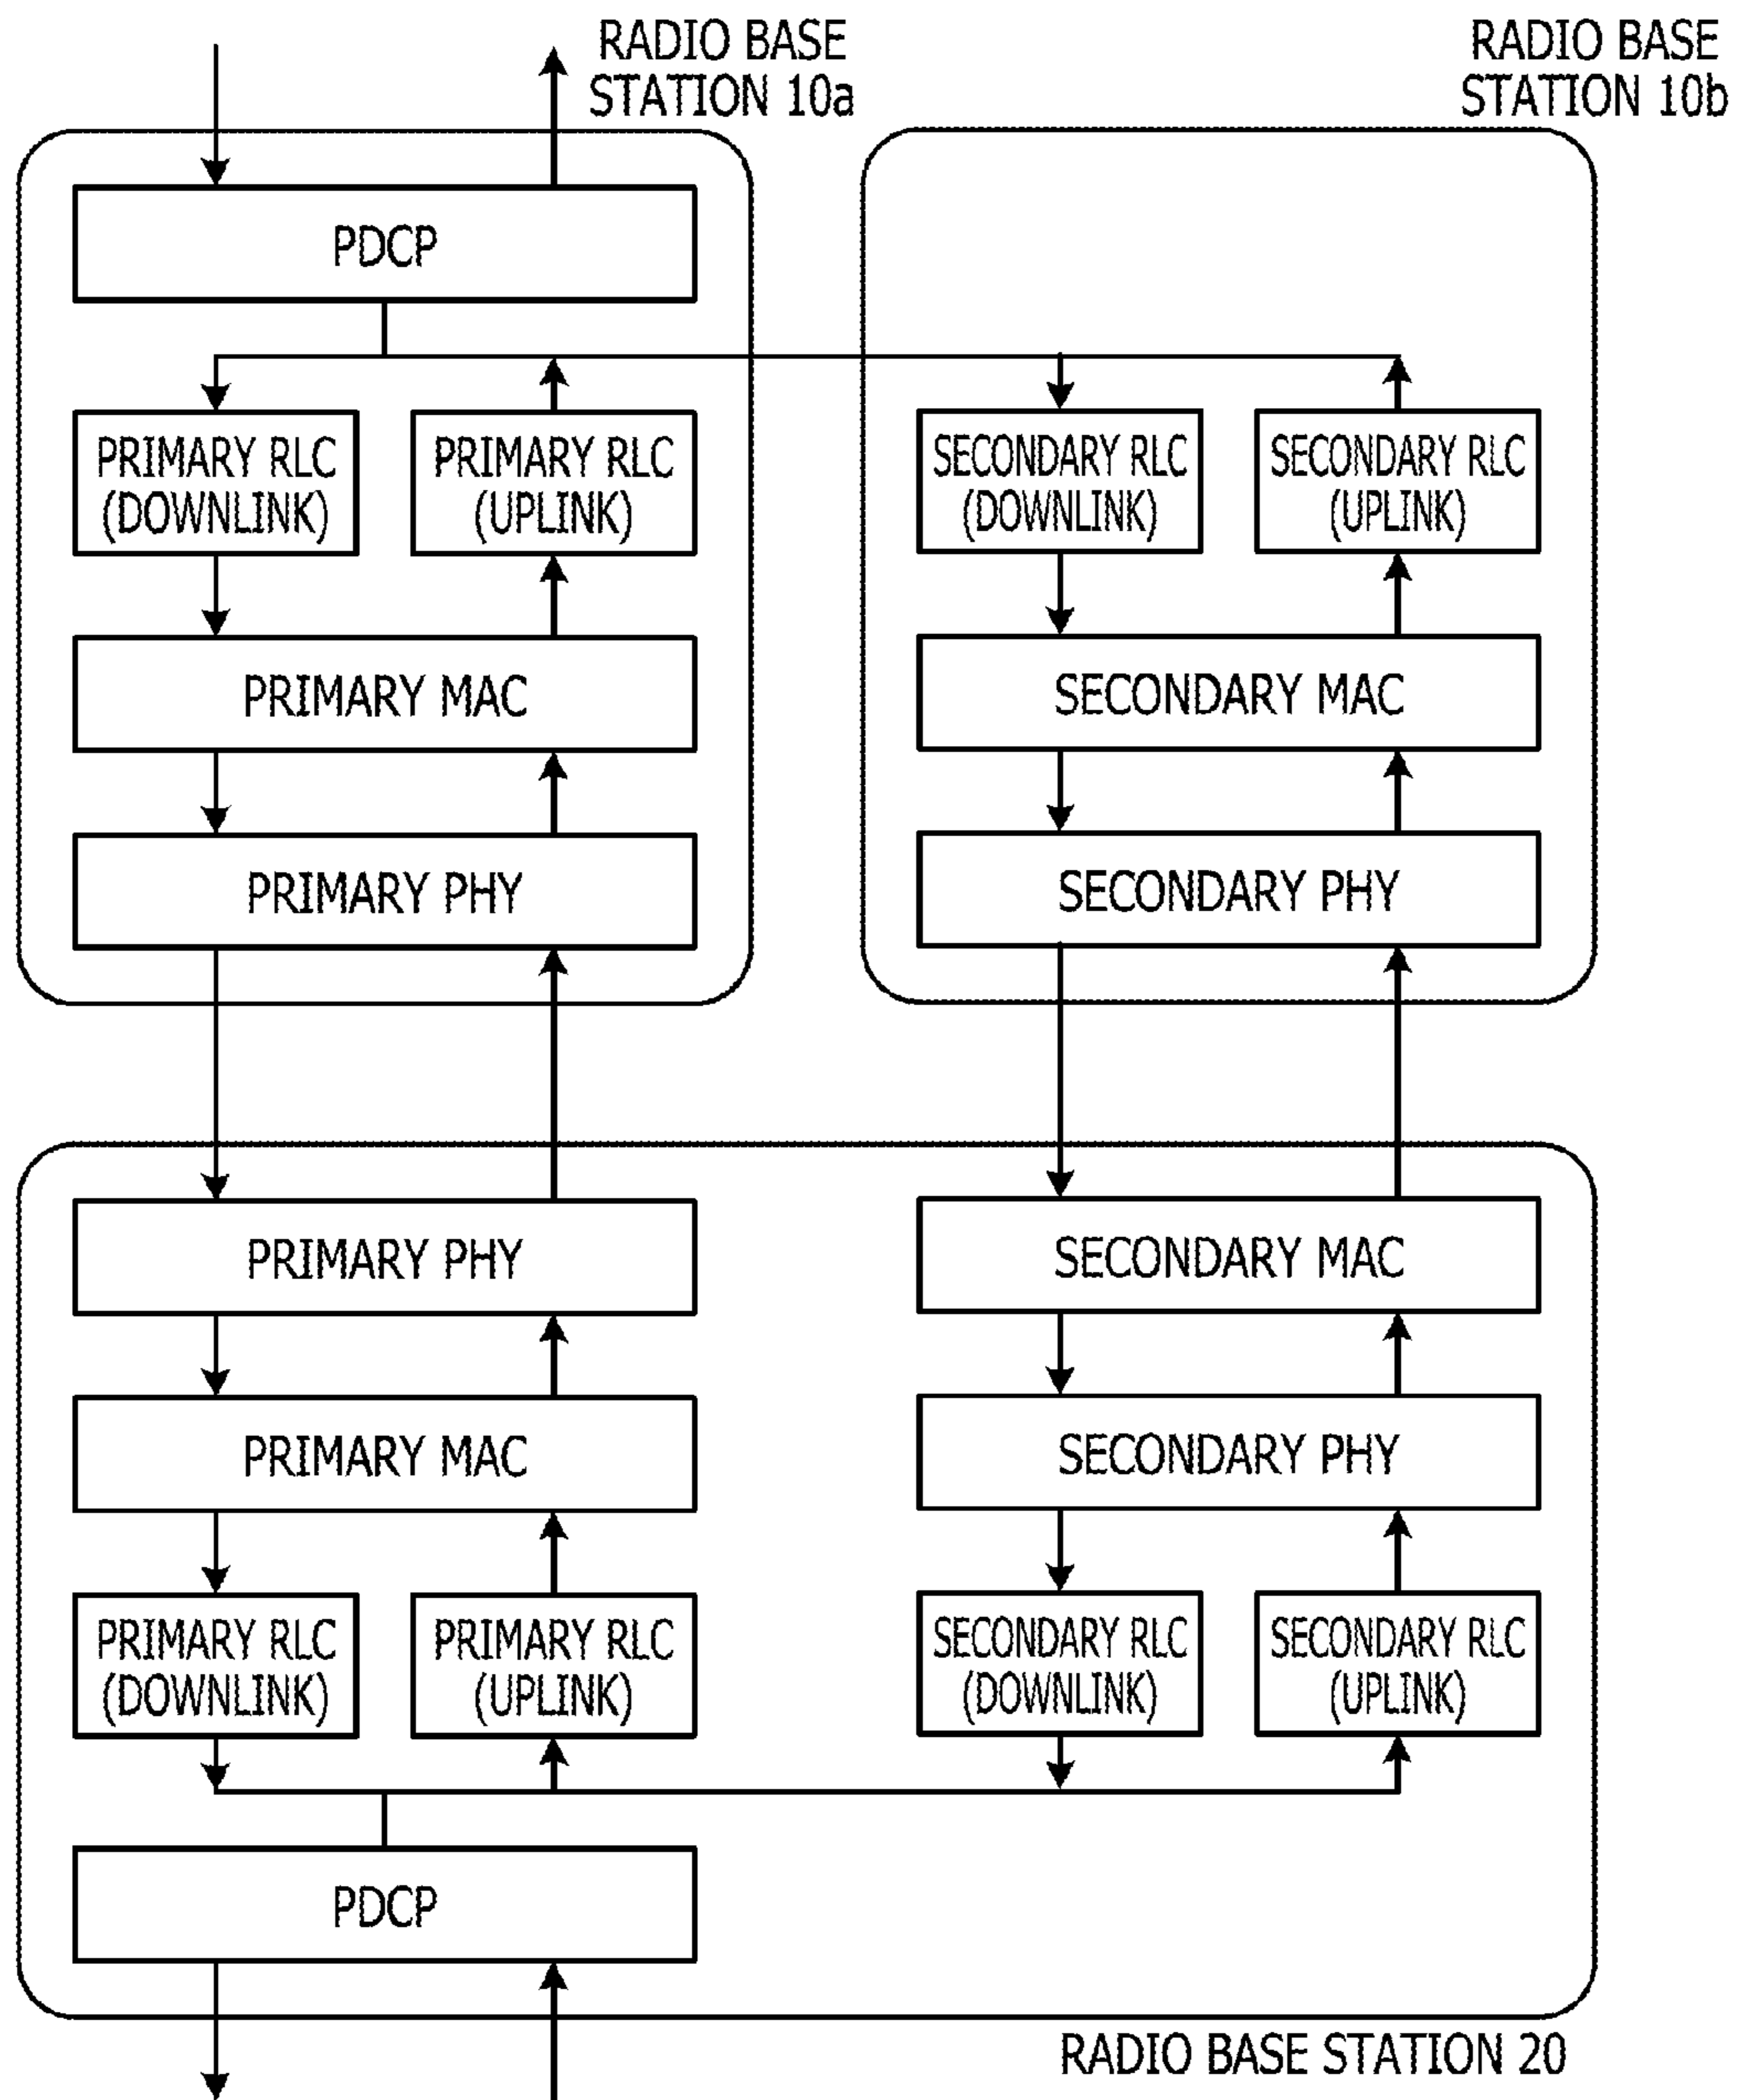 RADIO BASE
STATION 10a
RADIO BASE
STATION 10b
PDCP
PRIMARY RLC
(DOWNLINK)
PRIMARY RLC
(UPLINK)
SECONDARY RLC
(DOWNLINK)
SECONDARY RLC
(UPLINK)
PRIMARY MAC
SECONDARY MAC
PRIMARY PHY
SECONDARY PHY
PRIMARY PHY
SECONDARY MAC
PRIMARY MAC
SECONDARY PHY
PRIMARY RLC
(DOWNLINK)
PRIMARY RLC
(UPLINK)
SECONDARY RLC
(DOWNLINK)
SECONDARY RLC
(UPLINK)
PDCP
RADIO BASE STATION 20